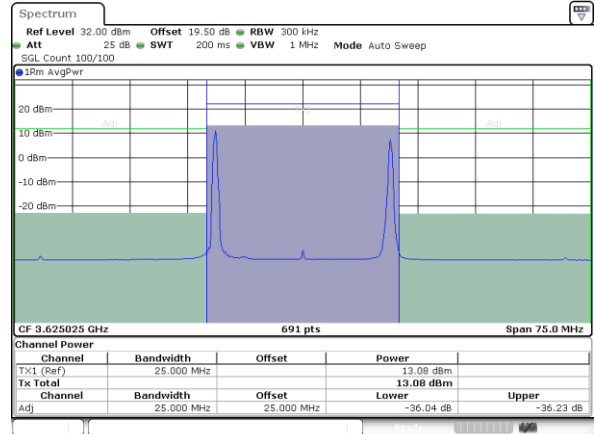 Spectrum
Ref Level 32.00 dBm Offset 19.50 dB RBW 300 kHz
Att 25 dB SWT 200 ms VBW 1 MHz Mode Auto Sweep
SGL Count 100/100
1Rm AvgPwr
20 dBm
Adj Adj
10 dBm
0 dBm
-10 dBm
-20 dBm
CF 3.625025 GHz 691 pts Span 75.0 MHz
Channel Power
Channel Bandwidth Offset Power
TX1 (Ref) 25.000 MHz 13.08 dBm
Tx Total 13.08 dBm
Channel Bandwidth Offset Lower Upper
Adj 25.000 MHz 25.000 MHz -36.04 dB -36.23 dB